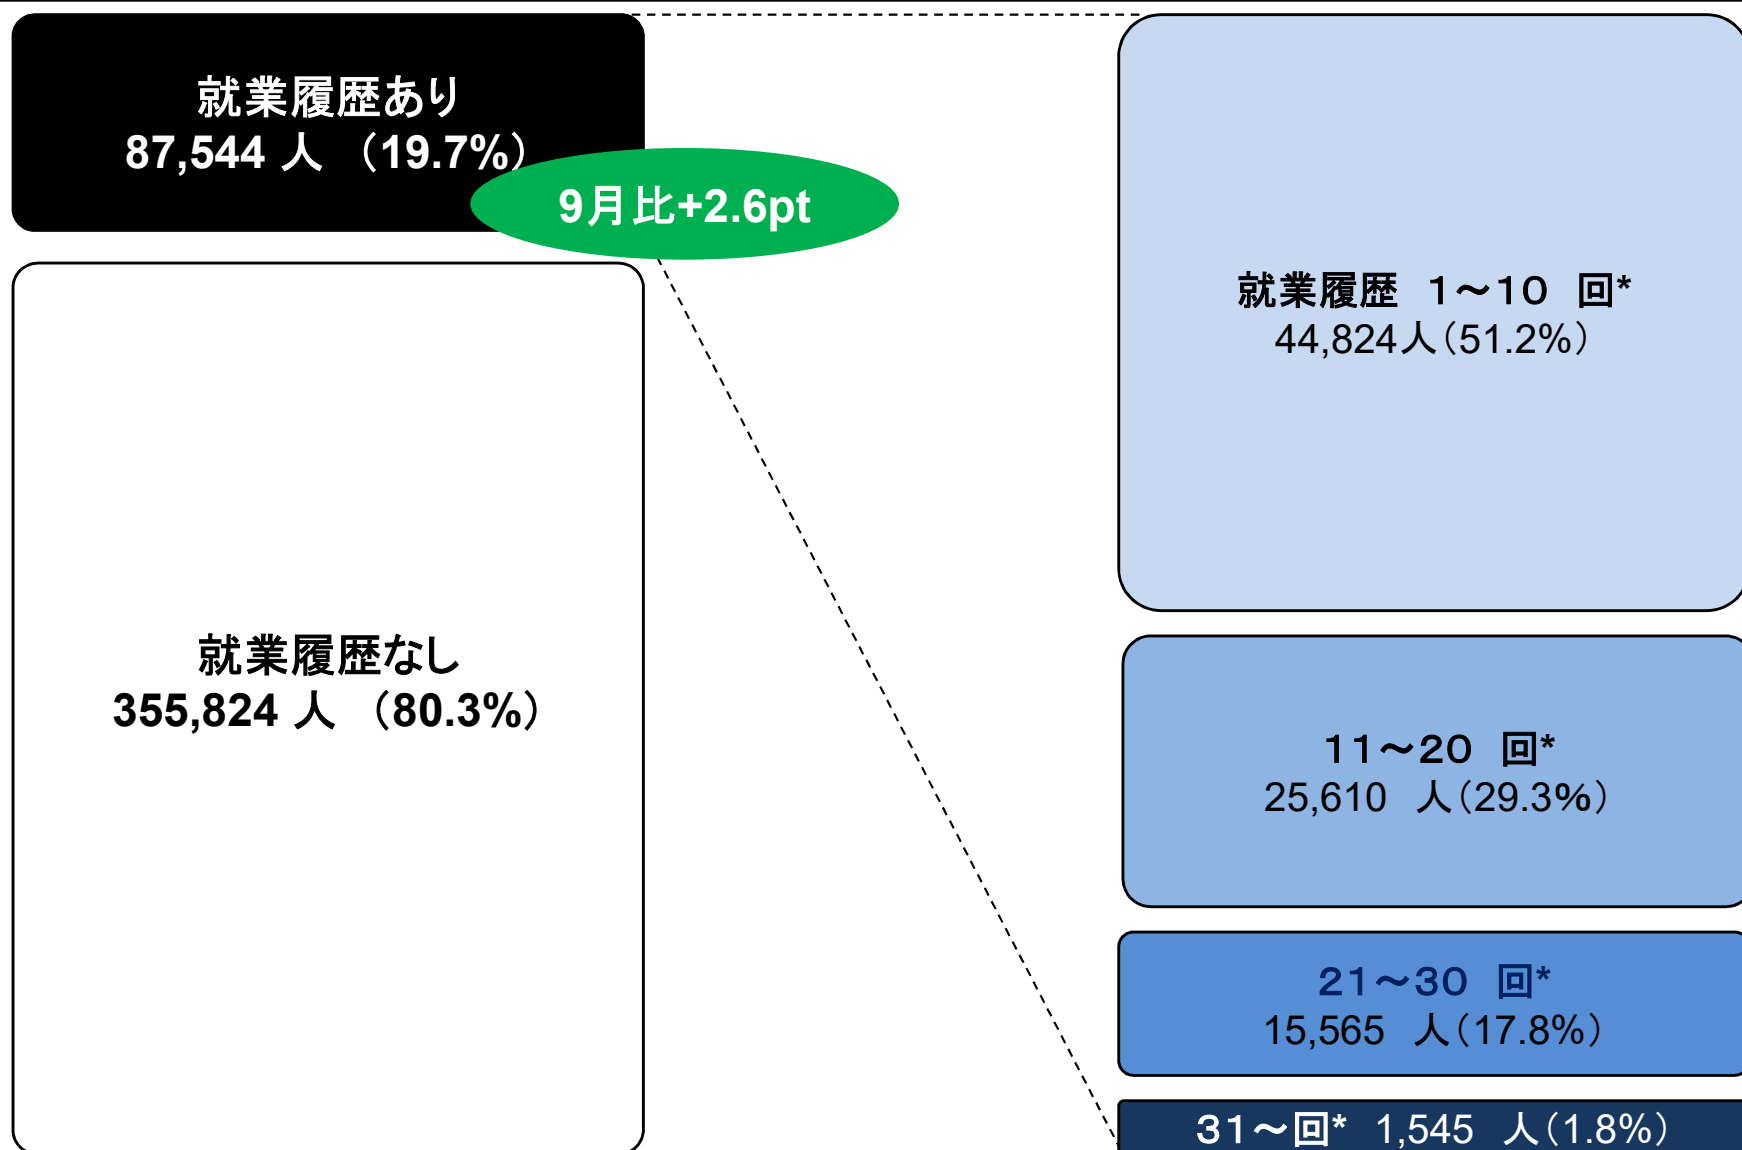 就業履歴あり
87,544 人 （19.7%）
9月比+2.6pt
就業履歴なし
355,824 人 （80.3%）
就業履歴　１～１０　回*
44,824人（51.2%）
１１～２０　回*
25,610　人（29.3％）
２１～３０　回*
15,565　人（17.8%）
３１～回*  1,545　人（1.8%）